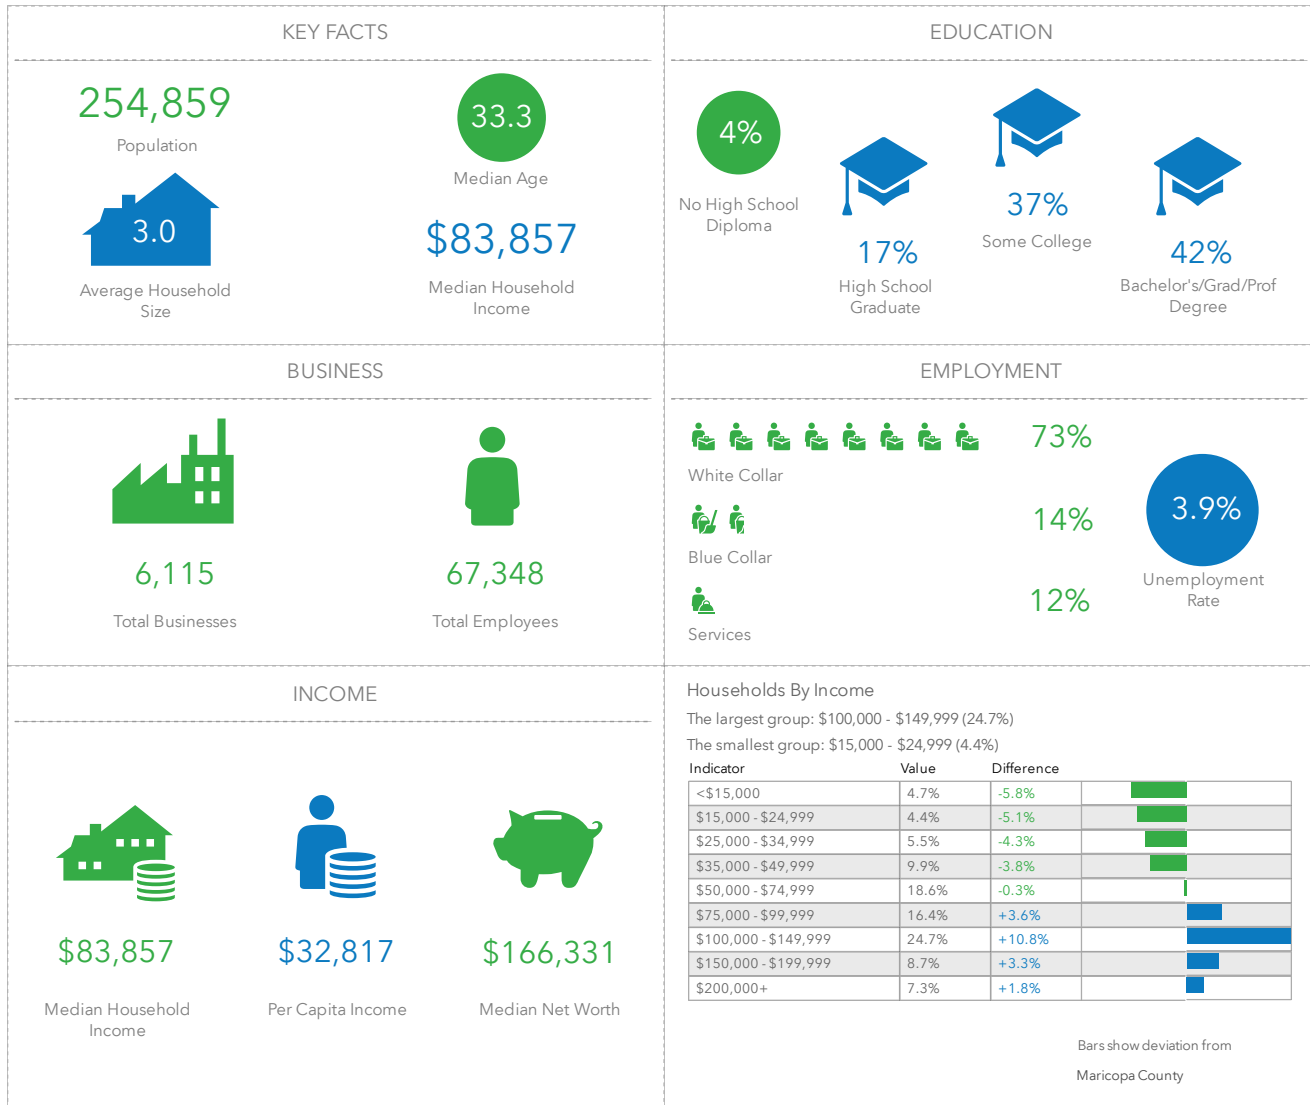 KEY FACTS
254,859
Population
33.3
Median Age
3.0
Average Household
Size
$83,857
Median Household
Income
EDUCATION
4%
No High School
Diploma
17%
High School
Graduate
37%
Some College
42%
Bachelor's/Grad/Prof
Degree
BUSINESS
6,115
Total Businesses
67,348
Total Employees
EMPLOYMENT
73%
White Collar
14%
Blue Collar
12%
Services
3.9%
Unemployment
Rate
INCOME
$83,857
Median Household
Income
$32,817
Per Capita Income
$166,331
Median Net Worth
Households By Income
The largest group: $100,000 - $149,999 (24.7%)
The smallest group: $15,000 - $24,999 (4.4%)
Indicator Value Difference
<$15,000 4.7% -5.8%
$15,000 - $24,999 4.4% -5.1%
$25,000 - $34,999 5.5% -4.3%
$35,000 - $49,999 9.9% -3.8%
$50,000 - $74,999 18.6% -0.3%
$75,000 - $99,999 16.4% +3.6%
$100,000 - $149,999 24.7% +10.8%
$150,000 - $199,999 8.7% +3.3%
$200,000+ 7.3% +1.8%
Bars show deviation from
Maricopa County